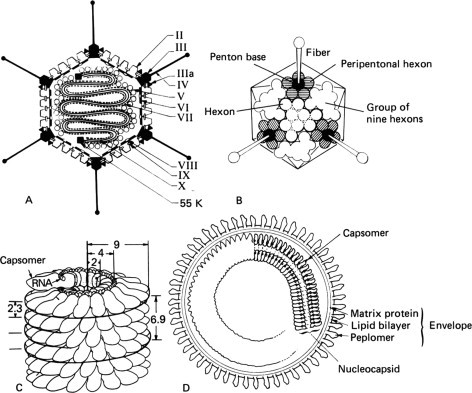 II
III
IIIa
IV
V
VI
VII
VIII
IX
X
55 K
A
Penton base
Fiber
Peripentonal hexon
Hexon
Group of
nine hexons
B
Capsomer
RNA
9
4
2
1
2.3
6.9
C
Capsomer
Matrix protein
Lipid bilayer
Peplomer
Envelope
Nucleocapsid
D